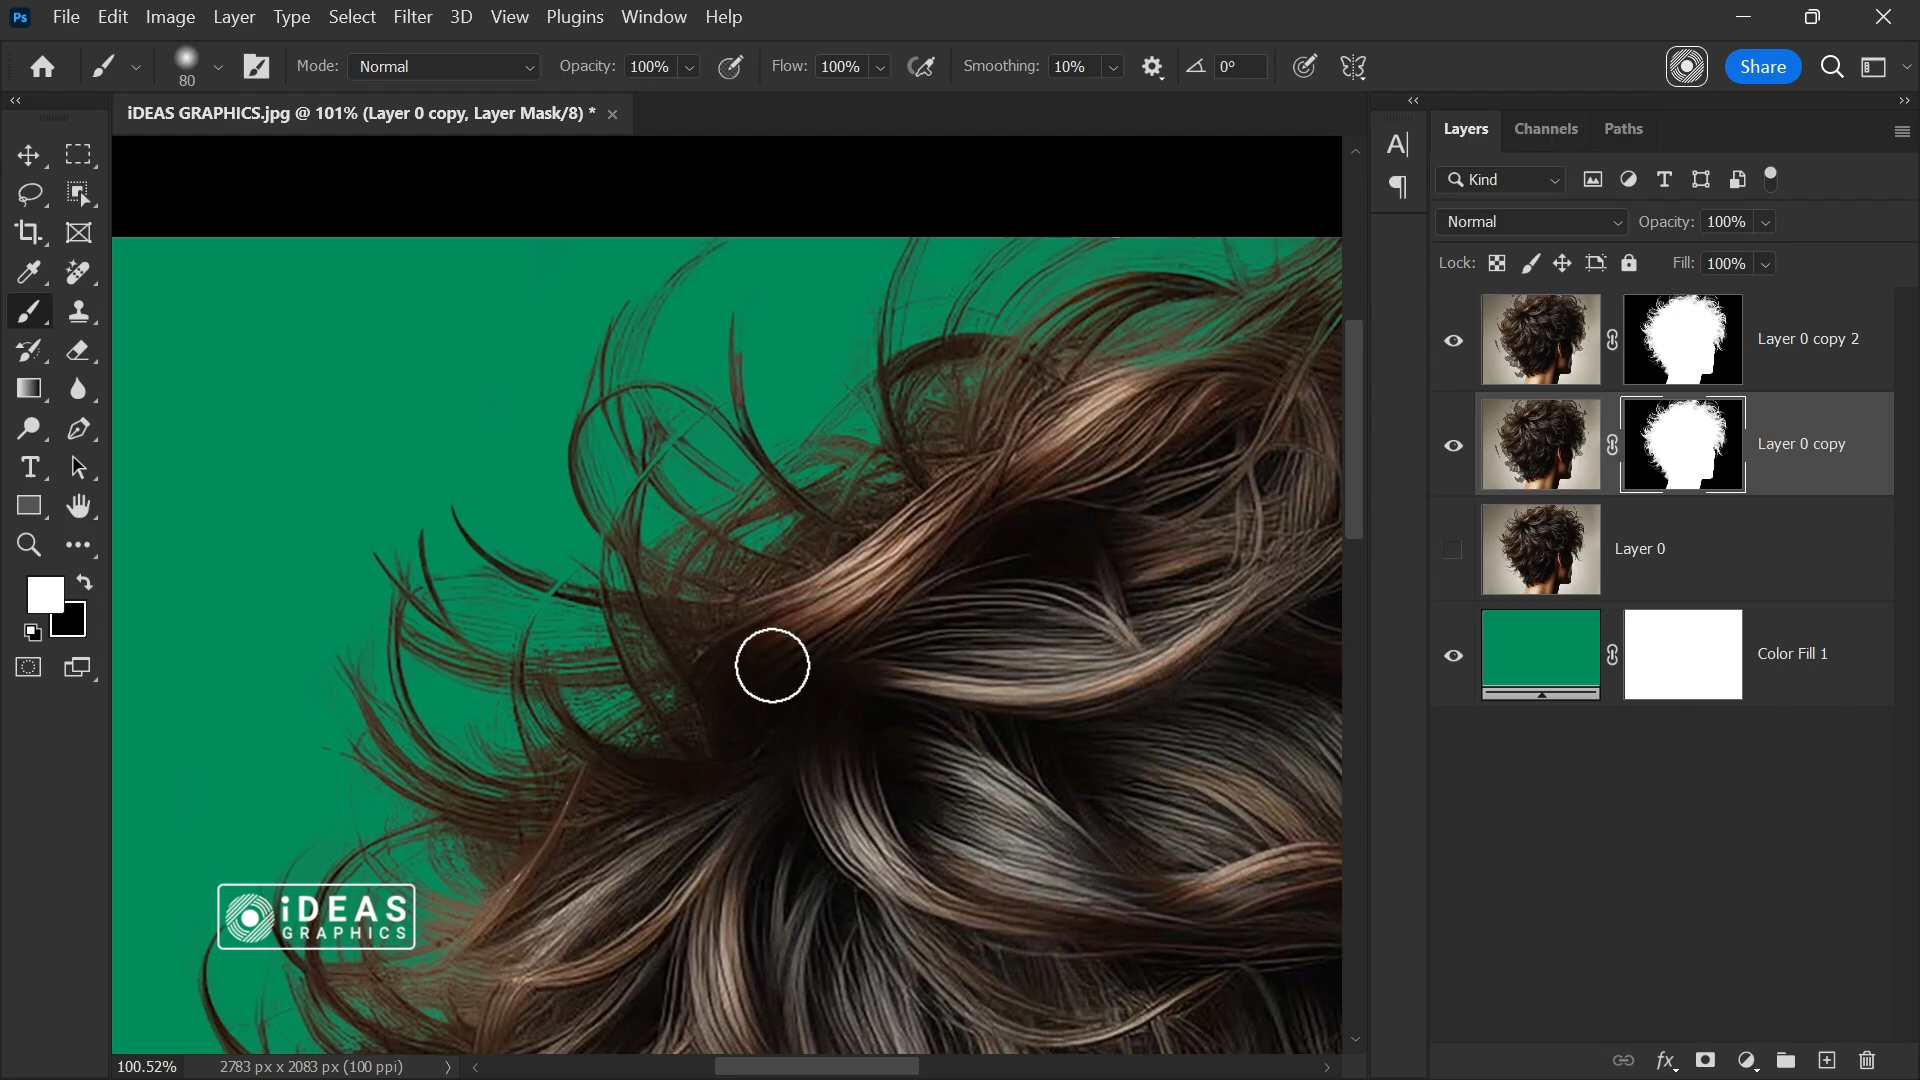 Ps File Edit Image Layer Type Select Filter 3D View Plugins Window Help
80 Mode: Normal Opacity: 100% Flow: 100% Smoothing: 10% 0° Share
iDEAS GRAPHICS.jpg @ 101% (Layer 0 copy, Layer Mask/8) *
Layers Channels Paths
Kind
Normal Opacity: 100%
Lock: Fill: 100%
Layer 0 copy 2
Layer 0 copy
Layer 0
Color Fill 1
iDEAS
GRAPHICS
100.52% 2783 px x 2083 px (100 ppi)
fx